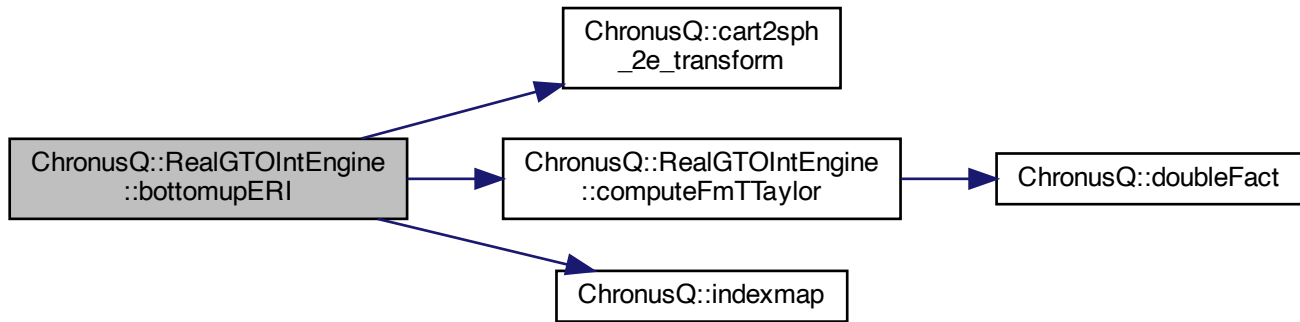 ChronusQ::cart2sph
_2e_transform
ChronusQ::RealGTOIntEngine
::bottomupERI
ChronusQ::RealGTOIntEngine
::computeFmTTaylor
ChronusQ::doubleFact
ChronusQ::indexmap